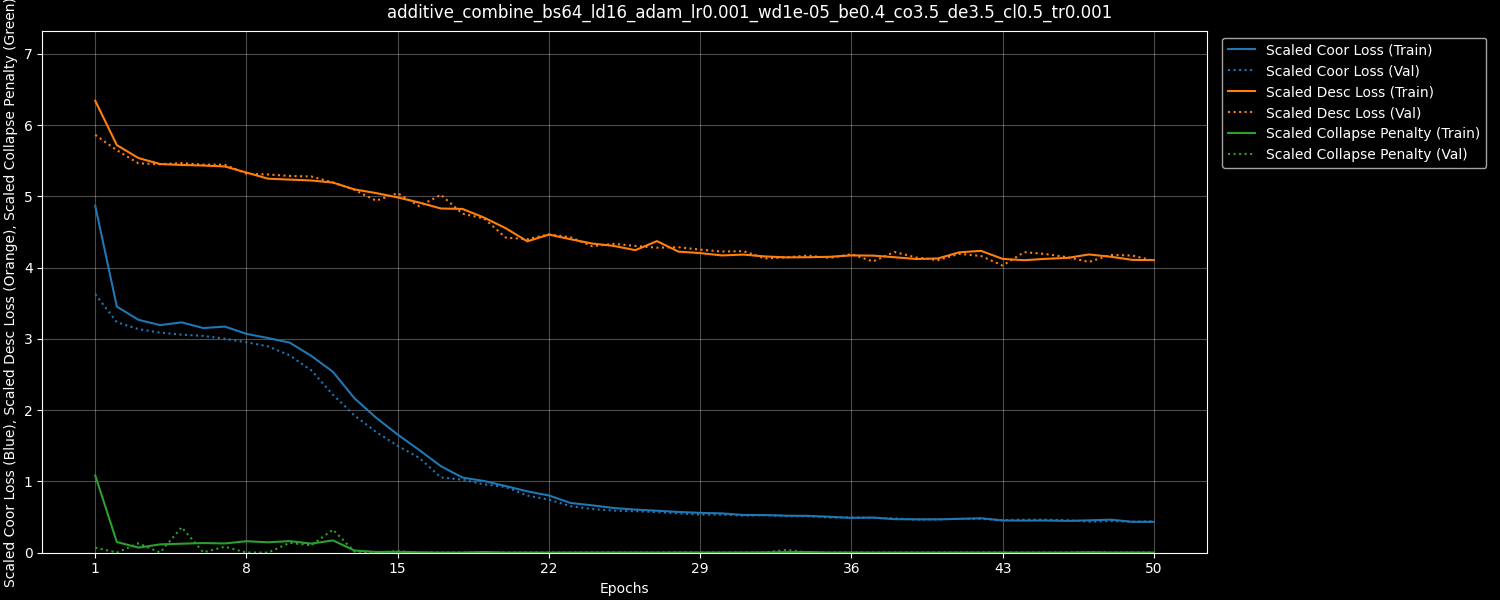 additive_combine_bs64_ld16_adam_lr0.001_wd1e-05_be0.4_co3.5_de3.5_cl0.5_tr0.001
Scaled Coor Loss (Blue), Scaled Desc Loss (Orange), Scaled Collapse Penalty (Green)
7
6
5
4
3
2
1
0
1 8 15 22 29 36 43 50
Epochs
Scaled Coor Loss (Train)
Scaled Coor Loss (Val)
Scaled Desc Loss (Train)
Scaled Desc Loss (Val)
Scaled Collapse Penalty (Train)
Scaled Collapse Penalty (Val)